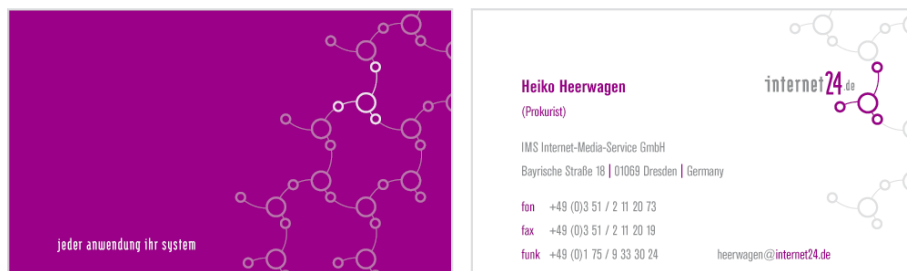 jeder anwendung ihr system
internet24.de
Heiko Heerwagen
(Prokurist)
IMS Internet-Media-Service GmbH
Bayrische Straße 18 | 01069 Dresden | Germany
fon +49 (0)3 51 / 2 11 20 73
fax +49 (0)3 51 / 2 11 20 19
funk +49 (0)1 75 / 9 33 30 24
heerwagen@internet24.de